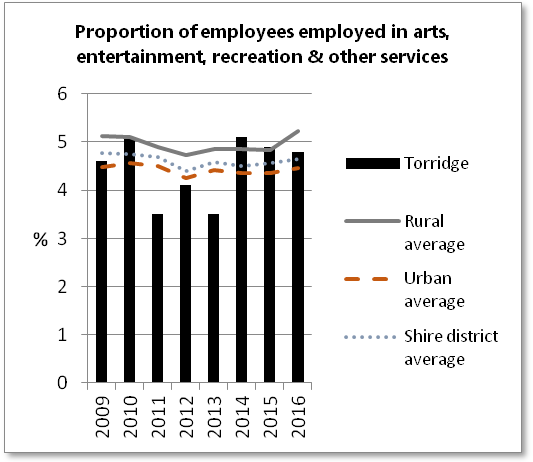 Proportion of employees employed in arts,
entertainment, recreation & other services
6
5
4
3
2
1
0
%
2009
2010
2011
2012
2013
2014
2015
2016
Torridge
Rural
average
Urban
average
Shire district
average